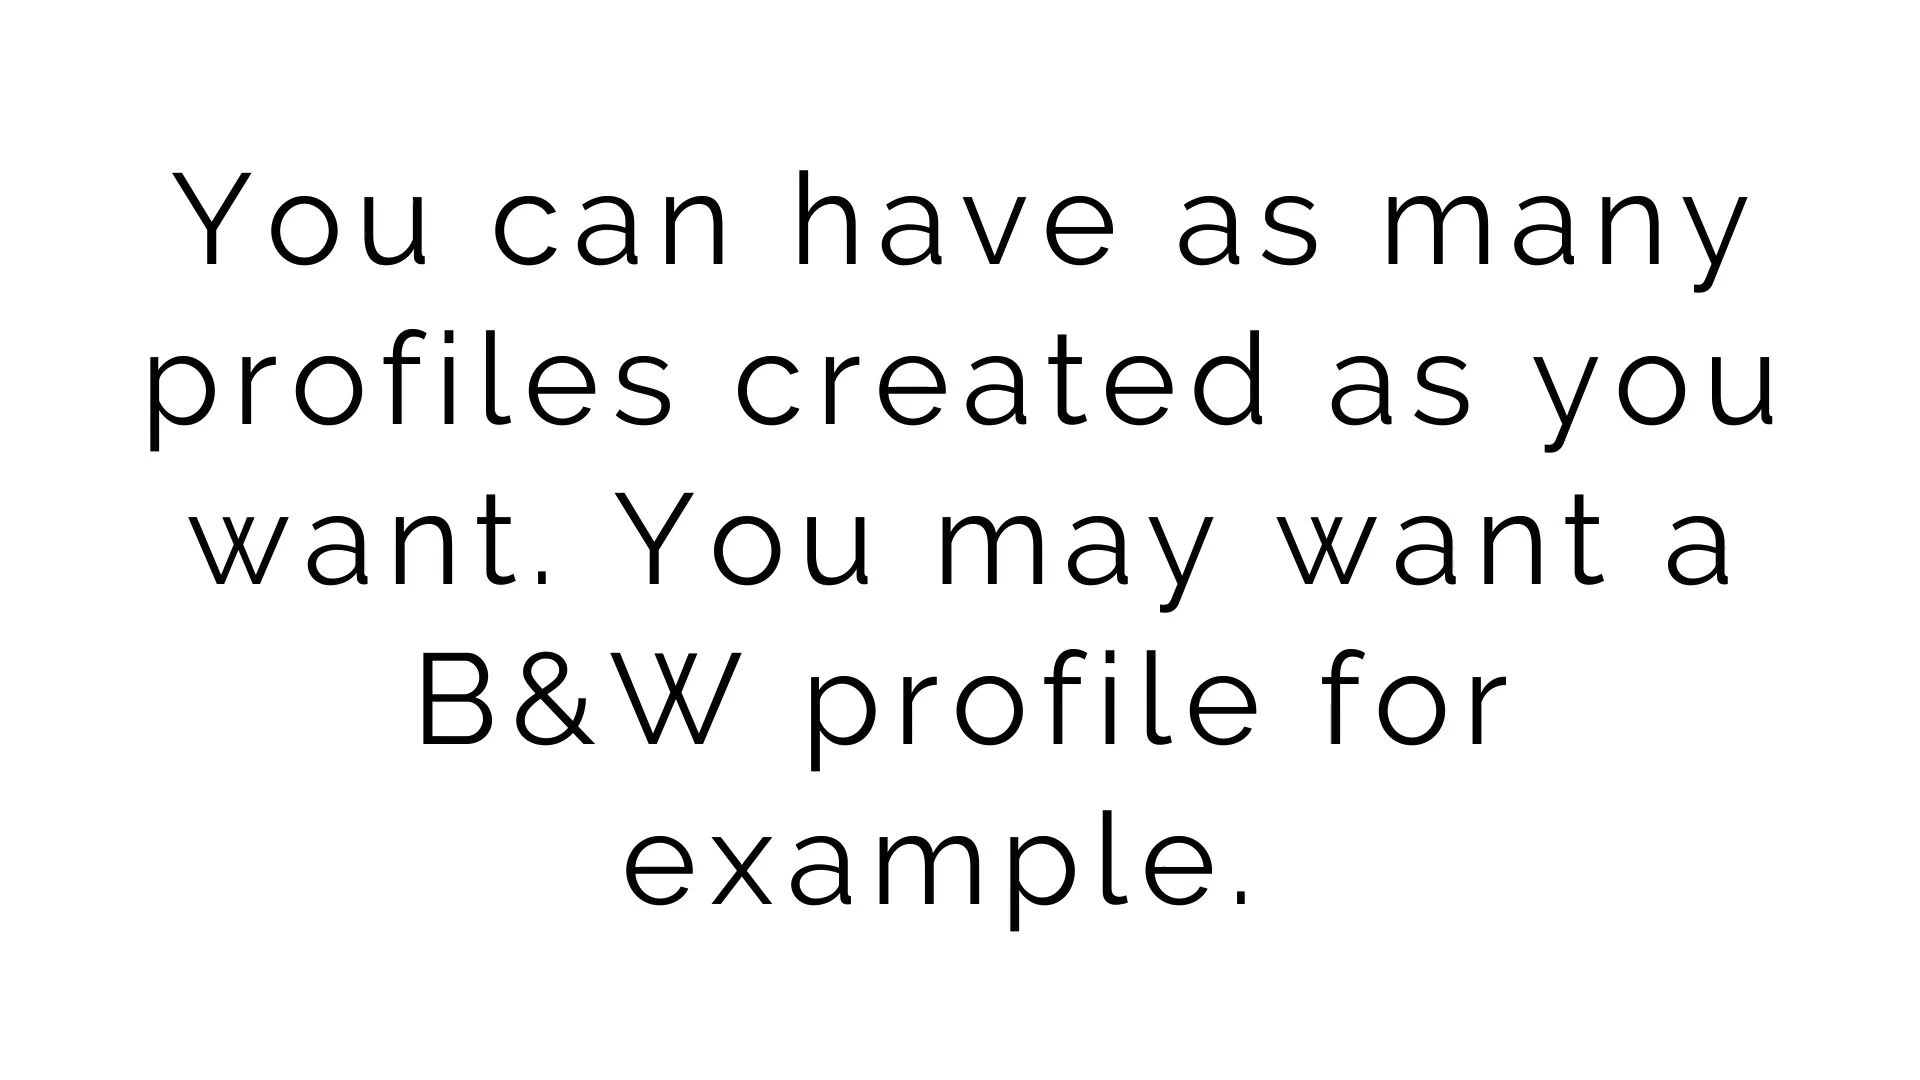 You can have as many
profiles created as you
want. You may want a
B&W profile for
example.